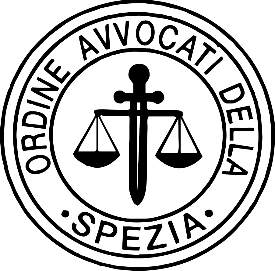 ORDINE AVVOCATI DELLA
• SPEZIA •